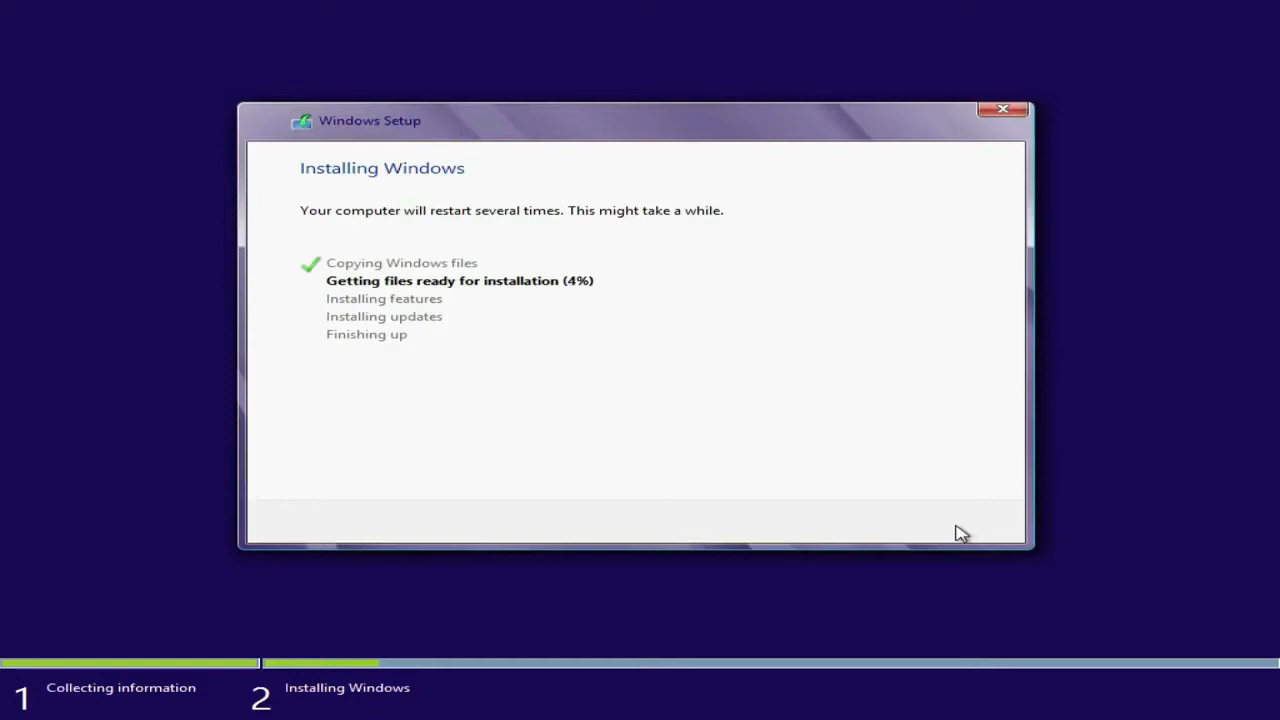 Windows Setup
Installing Windows
Your computer will restart several times. This might take a while.
Copying Windows files
Getting files ready for installation (4%)
Installing features
Installing updates
Finishing up
1 Collecting information
2 Installing Windows